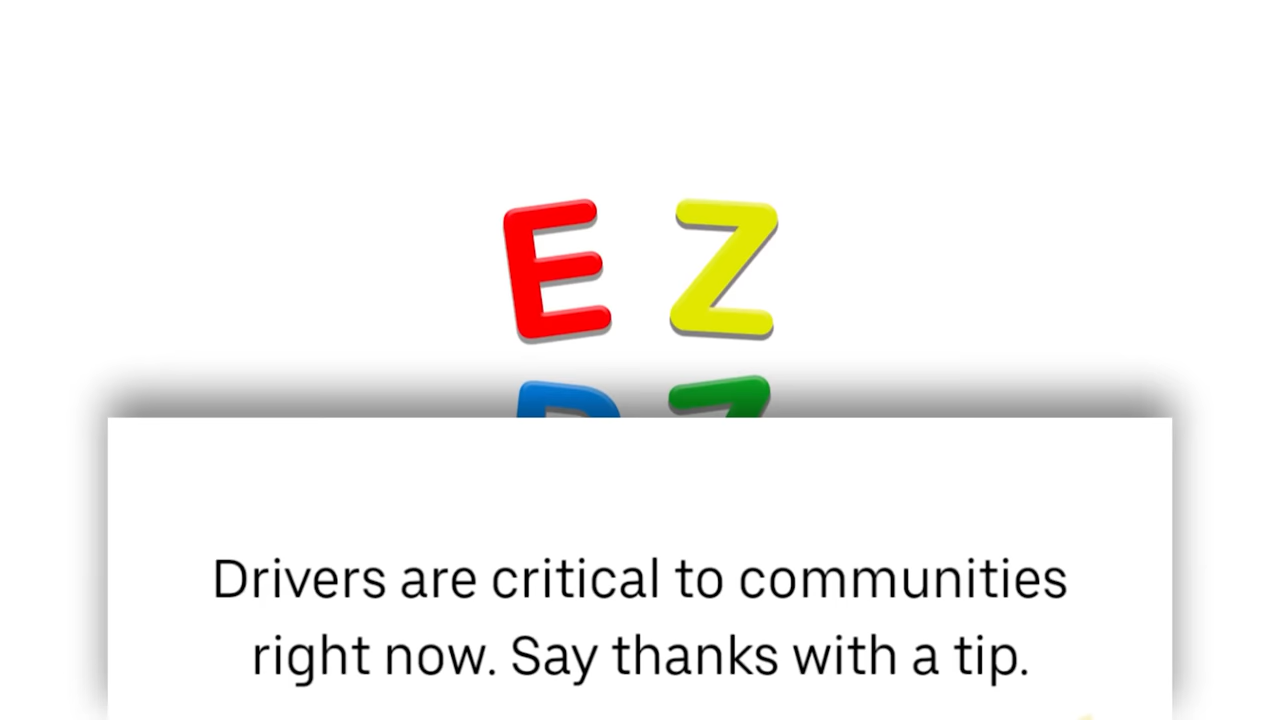 E Z
Drivers are critical to communities
right now. Say thanks with a tip.